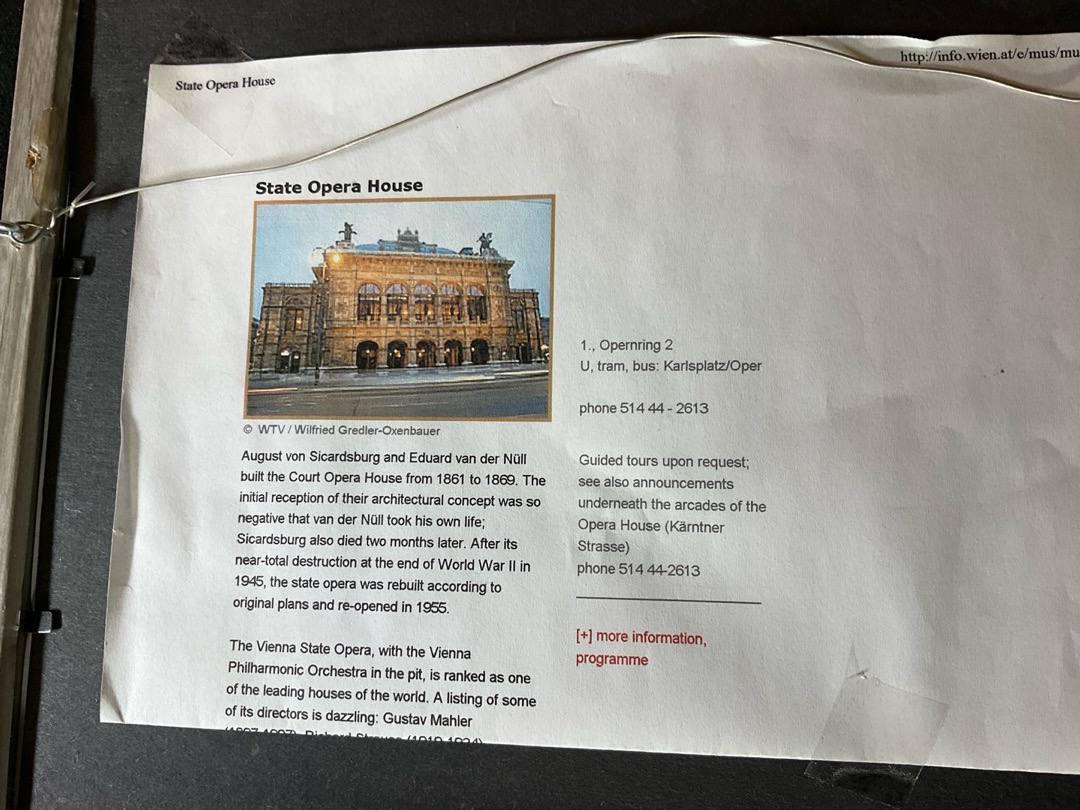 State Opera House
http://info.wien.at/e/mus/mu
State Opera House
© WTV / Wilfried Gredler-Oxenbauer
August von Sicardsburg and Eduard van der Nüll
built the Court Opera House from 1861 to 1869. The
initial reception of their architectural concept was so
negative that van der Nüll took his own life;
Sicardsburg also died two months later. After its
near-total destruction at the end of World War II in
1945, the state opera was rebuilt according to
original plans and re-opened in 1955.
The Vienna State Opera, with the Vienna
Philharmonic Orchestra in the pit, is ranked as one
of the leading houses of the world. A listing of some
of its directors is dazzling: Gustav Mahler
1., Opernring 2
U, tram, bus: Karlsplatz/Oper
phone 514 44 - 2613
Guided tours upon request;
see also announcements
underneath the arcades of the
Opera House (Kärntner
Strasse)
phone 514 44-2613
[+] more information,
programme